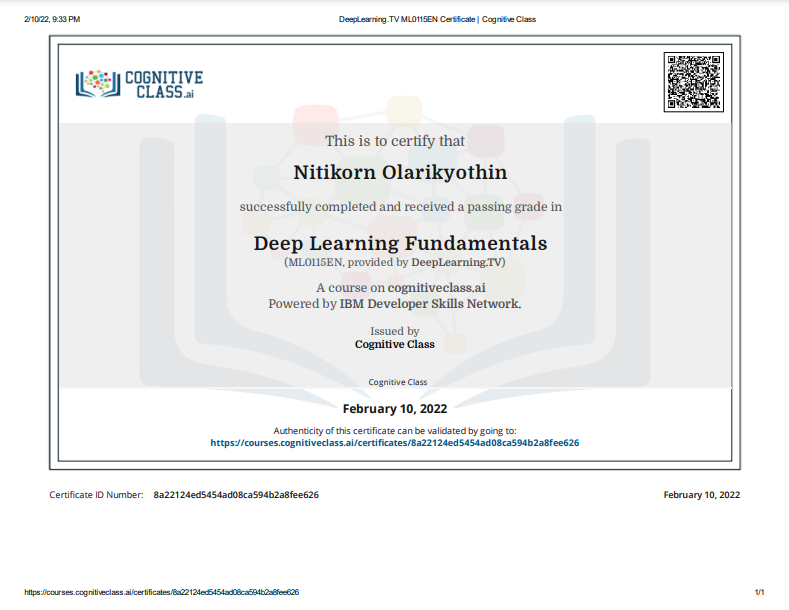 2/10/22, 9:33 PM DeepLearning.TV ML0115EN Certificate | Cognitive Class
COGNITIVE
CLASS.ai
This is to certify that
Nitikorn Olarikyothin
successfully completed and received a passing grade in
Deep Learning Fundamentals
(ML0115EN, provided by DeepLearning.TV)
A course on cognitiveclass.ai
Powered by IBM Developer Skills Network.
Issued by
Cognitive Class
Cognitive Class
February 10, 2022
Authenticity of this certificate can be validated by going to:
https://courses.cognitiveclass.ai/certificates/8a22124ed5454ad08ca594b2a8fee626
Certificate ID Number: 8a22124ed5454ad08ca594b2a8fee626 February 10, 2022
https://courses.cognitiveclass.ai/certificates/8a22124ed5454ad08ca594b2a8fee626 1/1